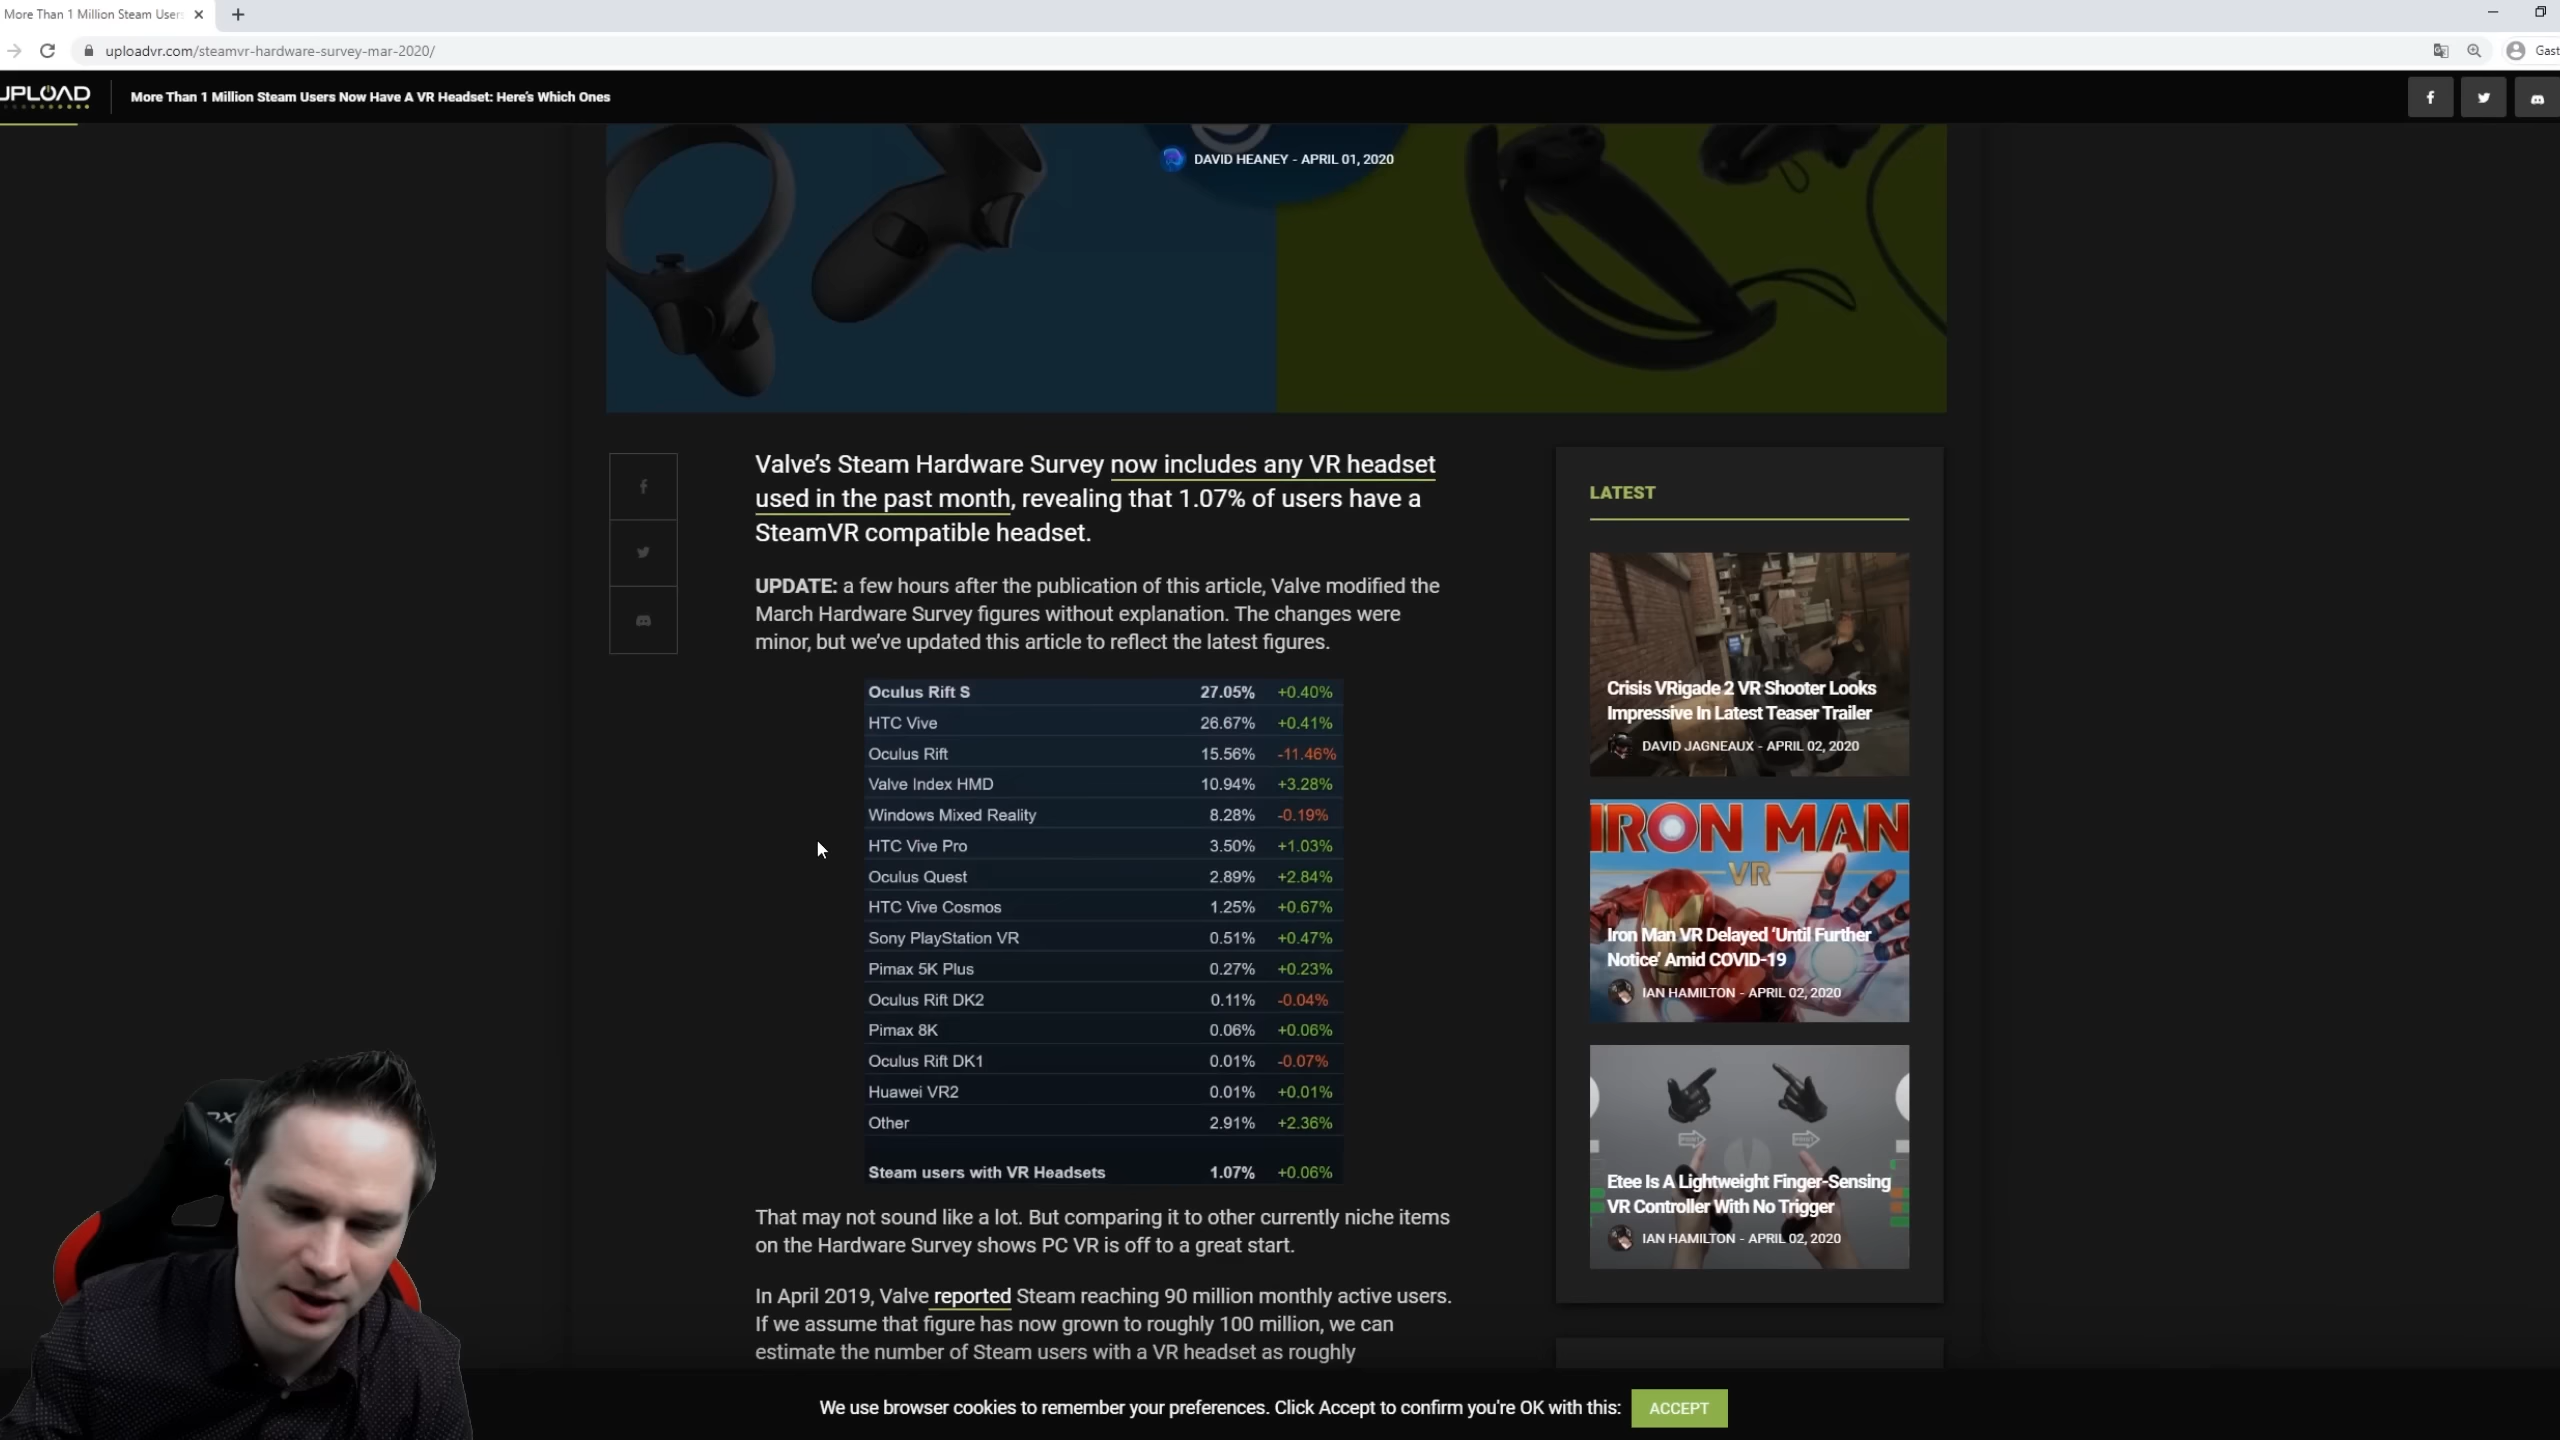 More Than 1 Million Steam User
uploadvr.com/steamvr-hardware-survey-mar-2020/
Gast
UPLOAD
More Than 1 Million Steam Users Now Have A VR Headset: Here's Which Ones
DAVID HEANEY - APRIL 01, 2020
Valve's Steam Hardware Survey now includes any VR headset
used in the past month, revealing that 1.07% of users have a
SteamVR compatible headset.
UPDATE: a few hours after the publication of this article, Valve modified the
March Hardware Survey figures without explanation. The changes were
minor, but we've updated this article to reflect the latest figures.
Oculus Rift S 27.05% +0.40%
HTC Vive 26.67% +0.41%
Oculus Rift 15.56% -11.46%
Valve Index HMD 10.94% +3.28%
Windows Mixed Reality 8.28% -0.19%
HTC Vive Pro 3.50% +1.03%
Oculus Quest 2.89% +2.84%
HTC Vive Cosmos 1.25% +0.67%
Sony PlayStation VR 0.51% +0.47%
Pimax 5K Plus 0.27% +0.23%
Oculus Rift DK2 0.11% -0.04%
Pimax 8K 0.06% +0.06%
Oculus Rift DK1 0.01% -0.07%
Huawei VR2 0.01% +0.01%
Other 2.91% +2.36%
Steam users with VR Headsets 1.07% +0.06%
That may not sound like a lot. But comparing it to other currently niche items
on the Hardware Survey shows PC VR is off to a great start.
In April 2019, Valve reported Steam reaching 90 million monthly active users.
If we assume that figure has now grown to roughly 100 million, we can
estimate the number of Steam users with a VR headset as roughly
LATEST
Crisis VRigade 2 VR Shooter Looks
Impressive In Latest Teaser Trailer
DAVID JAGNEAUX - APRIL 02, 2020
IRON MAN
VR
Iron Man VR Delayed 'Until Further
Notice' Amid COVID-19
IAN HAMILTON - APRIL 02, 2020
Etee Is A Lightweight Finger-Sensing
VR Controller With No Trigger
IAN HAMILTON - APRIL 02, 2020
We use browser cookies to remember your preferences. Click Accept to confirm you're OK with this:
ACCEPT